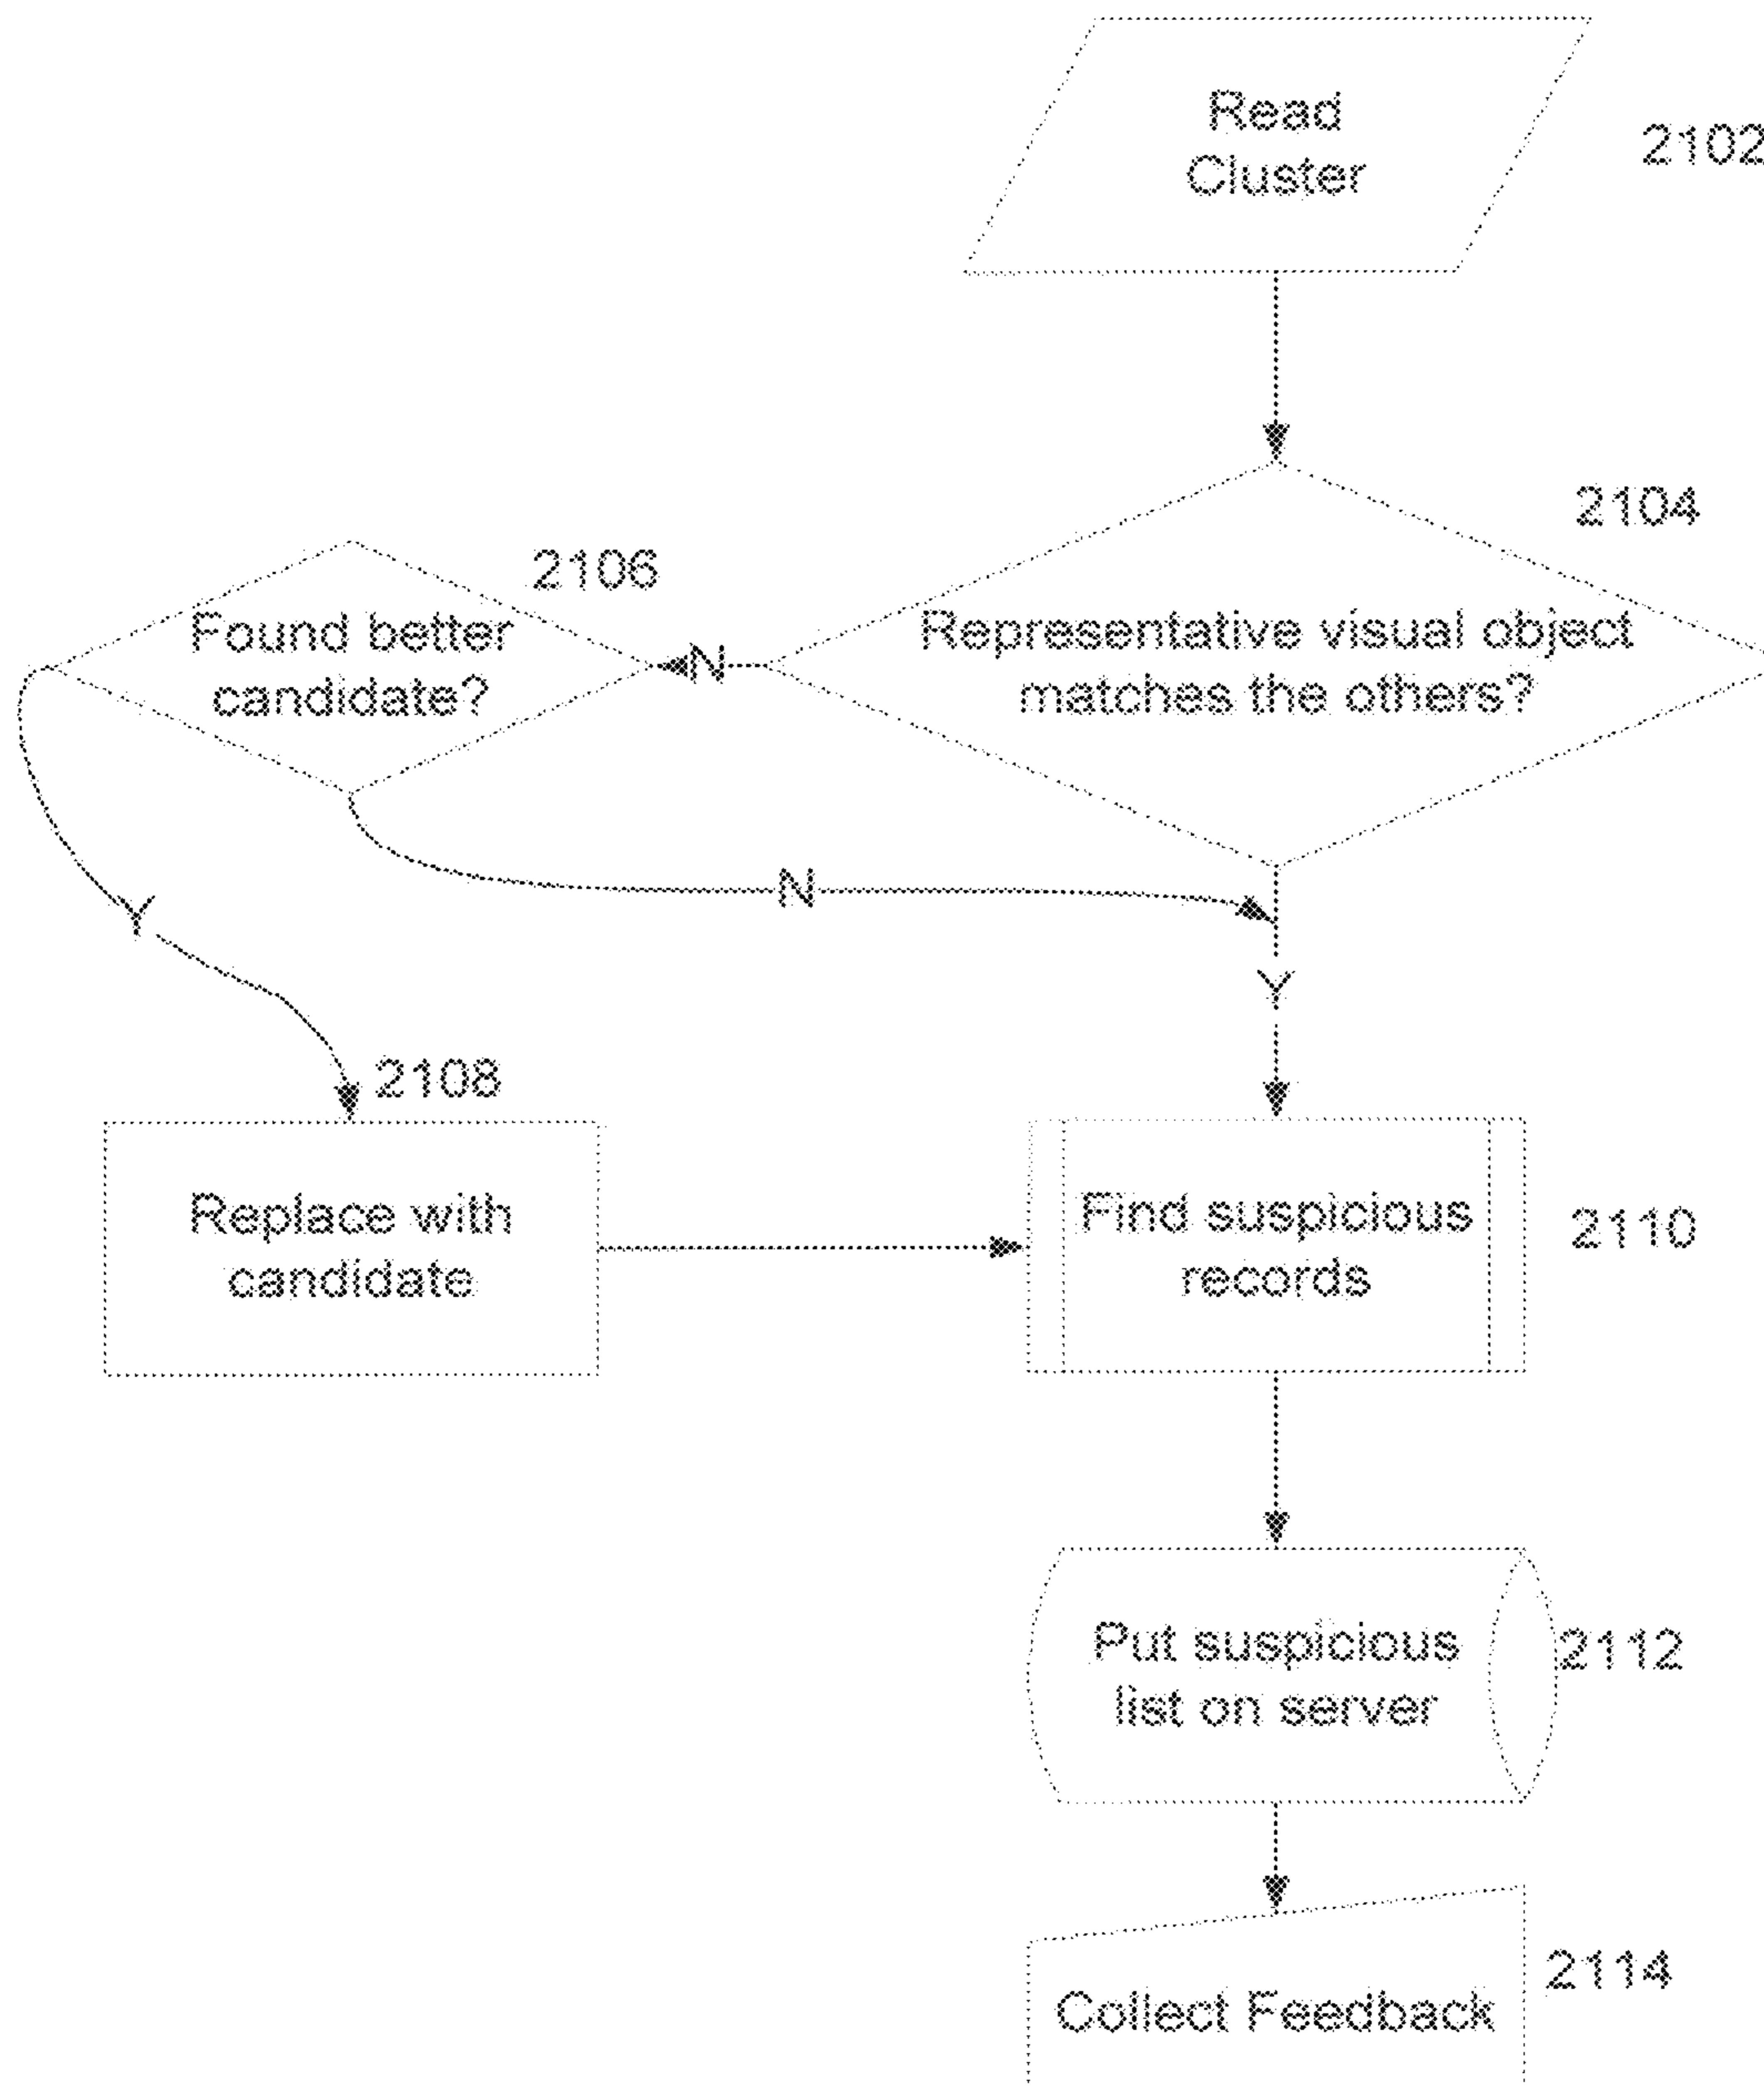 Read
Cluster
2102
2104
Representative visual object
matches the others?
N
2106
Found better
candidate?
N
Y
Y
2108
Replace with
candidate
Find suspicious
records
2110
Put suspicious
list on server
2112
2114
Collect Feedback